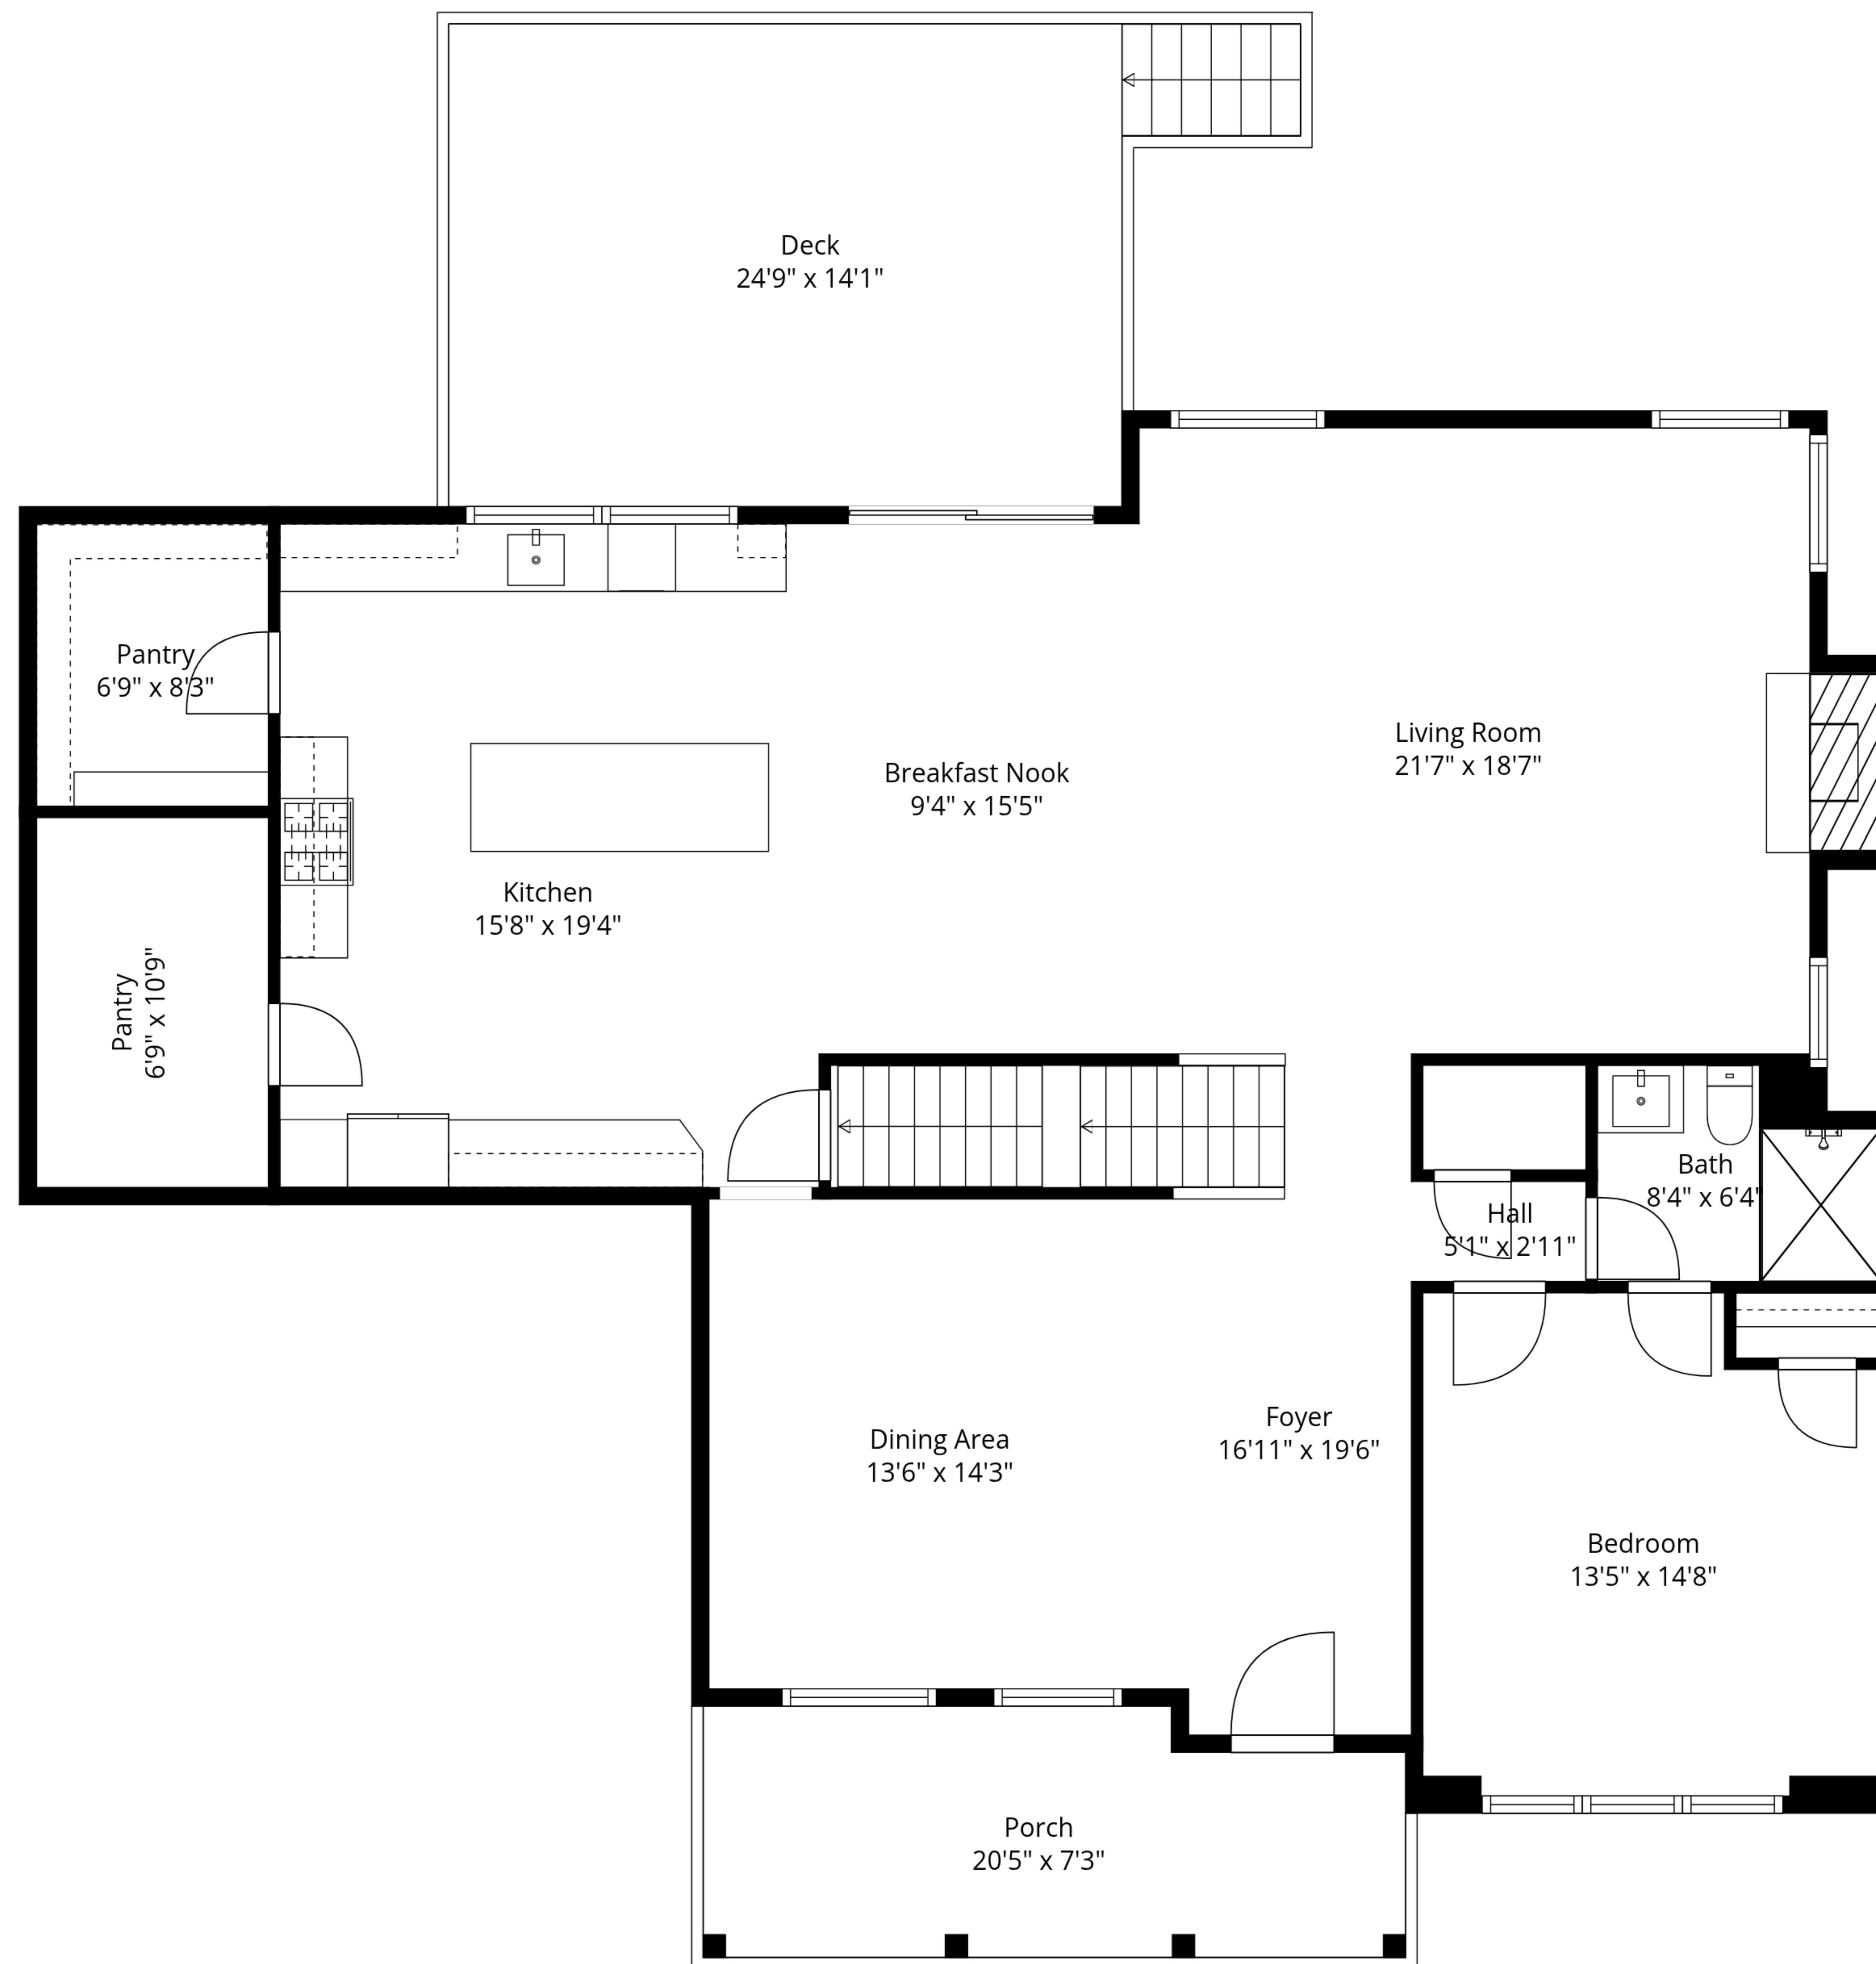 Deck
24'9" x 14'1"
Pantry
6'9" x 8'3"
Living Room
21'7" x 18'7"
Breakfast Nook
9'4" x 15'5"
Kitchen
15'8" x 19'4"
Pantry
6'9" x 10'9"
Bath
8'4" x 6'4'
Hall
5'1" x 2'11"
Foyer
16'11" x 19'6"
Dining Area
13'6" x 14'3"
Bedroom
13'5" x 14'8"
Porch
20'5" x 7'3"